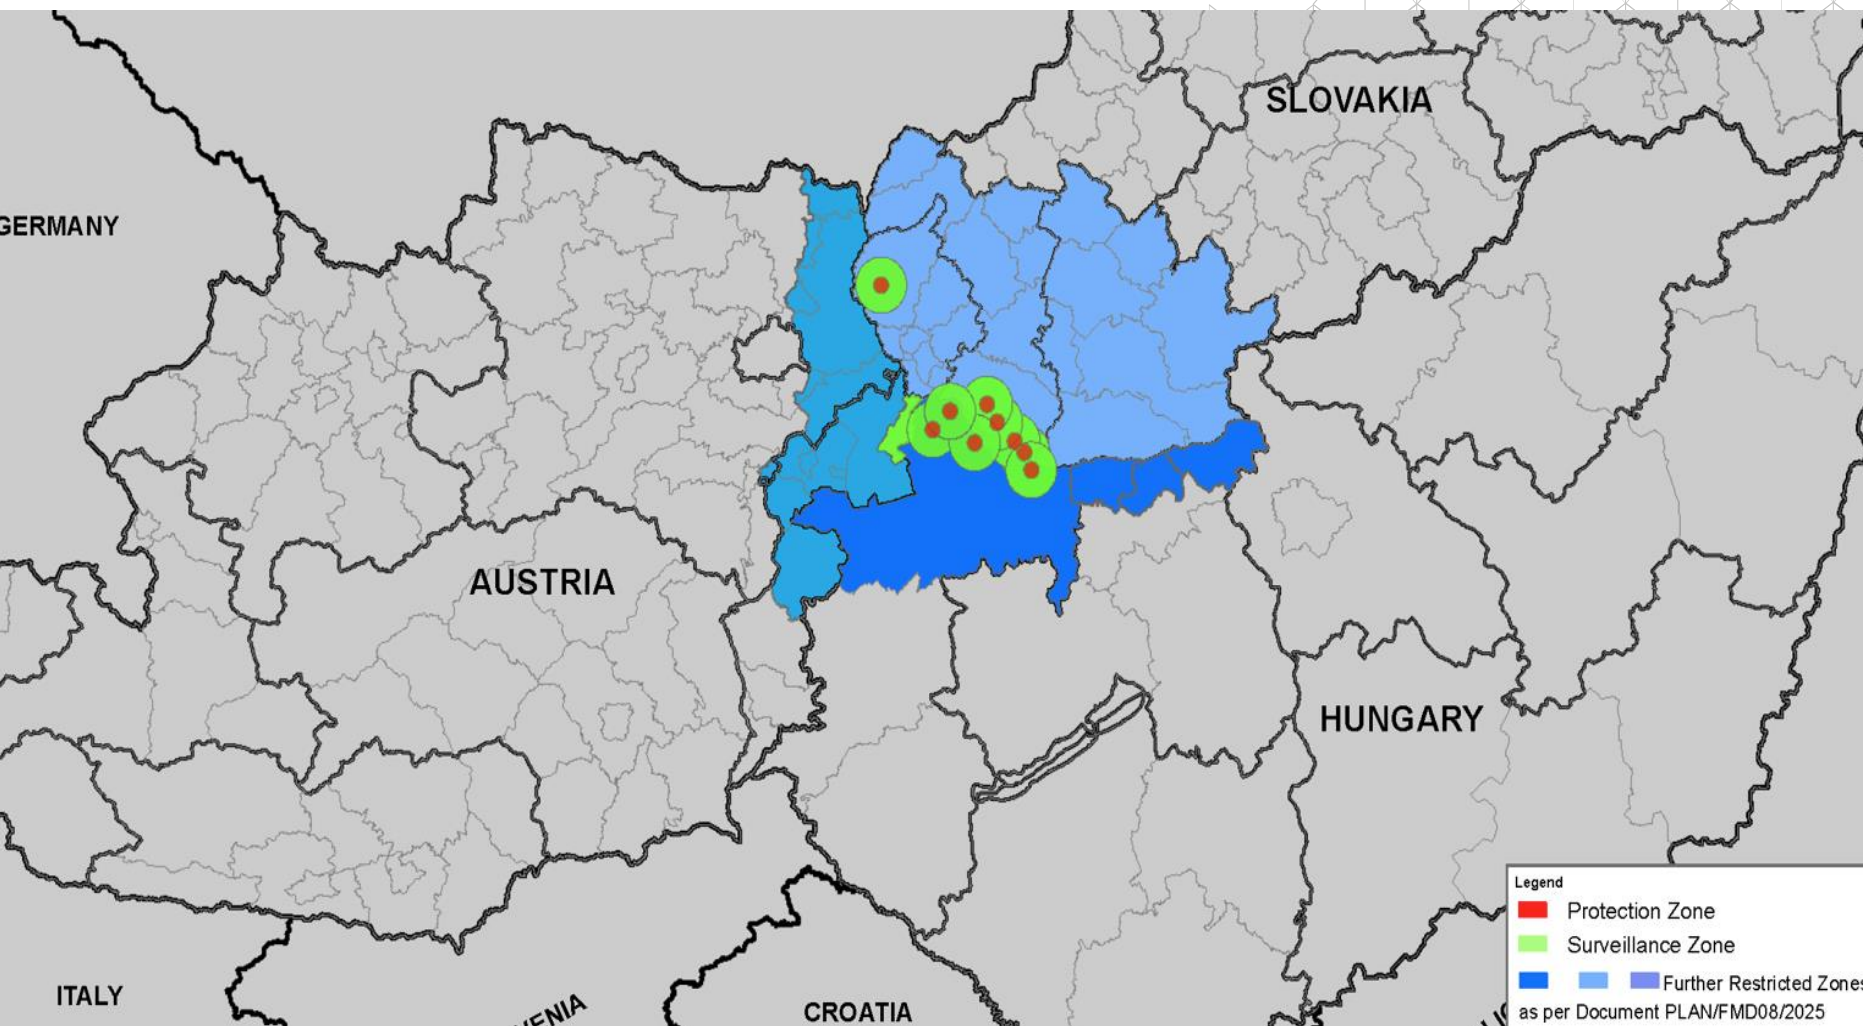 SLOVAKIA
GERMANY
AUSTRIA
HUNGARY
ITALY
VENIA
CROATIA
Legend
Protection Zone
Surveillance Zone
Further Restricted Zones
as per Document PLAN/FMD08/2025